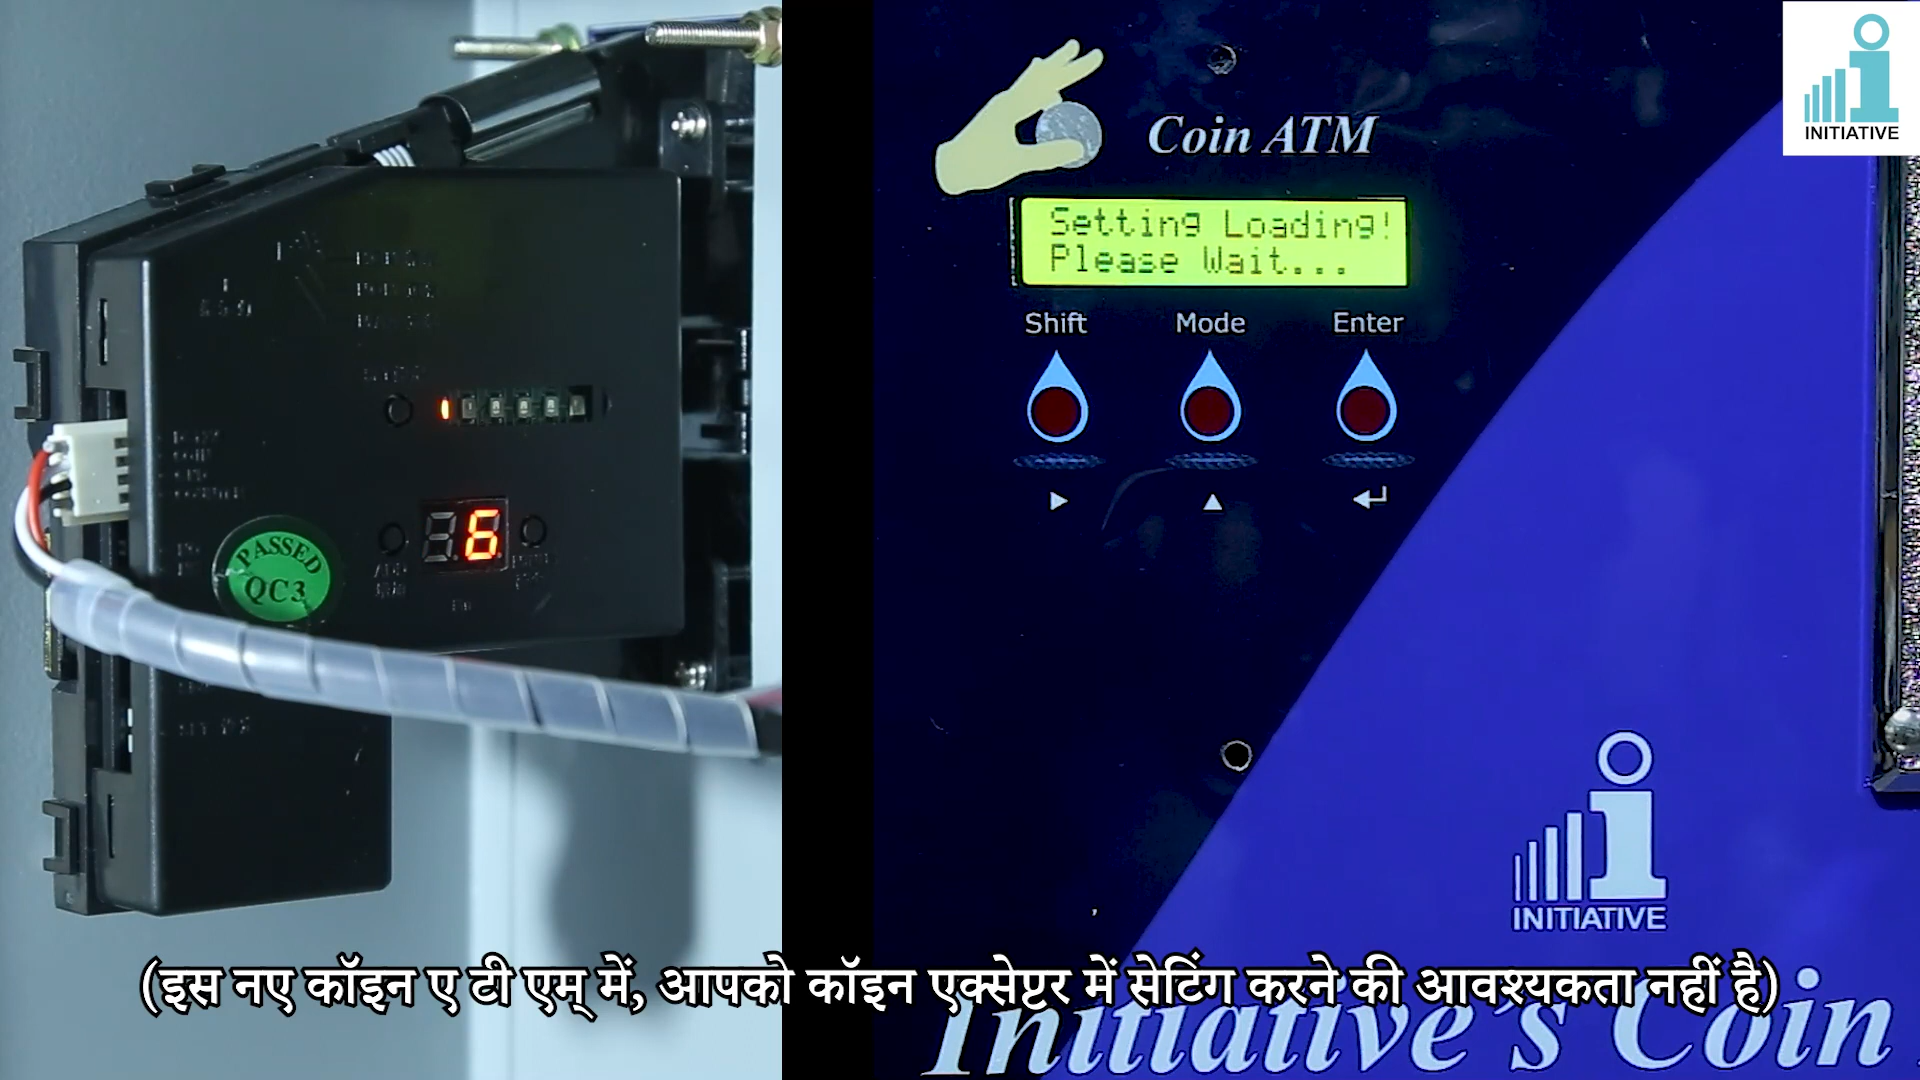 INITIATIVE
Coin ATM
Setting Loading!
Please Wait...
Shift Mode Enter
6
PASSED
QC3
INITIATIVE
(इस नए कॉइन ए टी एम् में, आपको कॉइन एक्सेप्टर में सेटिंग करने की आवश्यकता नहीं है)
Initiative's Coin